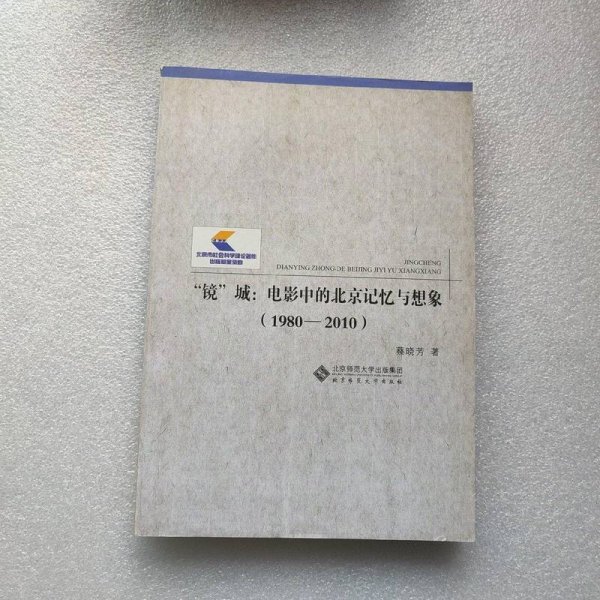 北京市社会科学理论著作
出版基金资助
JINGCHENG
DIANYING ZHONG DE BEIJING JIYI YU XIANGXIANG
“镜”城：电影中的北京记忆与想象
（1980—2010）
蔡晓芳 著
北京师范大学出版集团
北京师范大学出版社